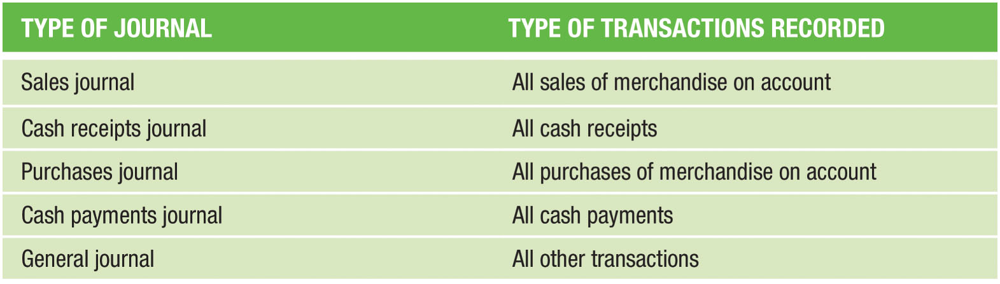 TYPE OF JOURNAL TYPE OF TRANSACTIONS RECORDED
Sales journal All sales of merchandise on account
Cash receipts journal All cash receipts
Purchases journal All purchases of merchandise on account
Cash payments journal All cash payments
General journal All other transactions